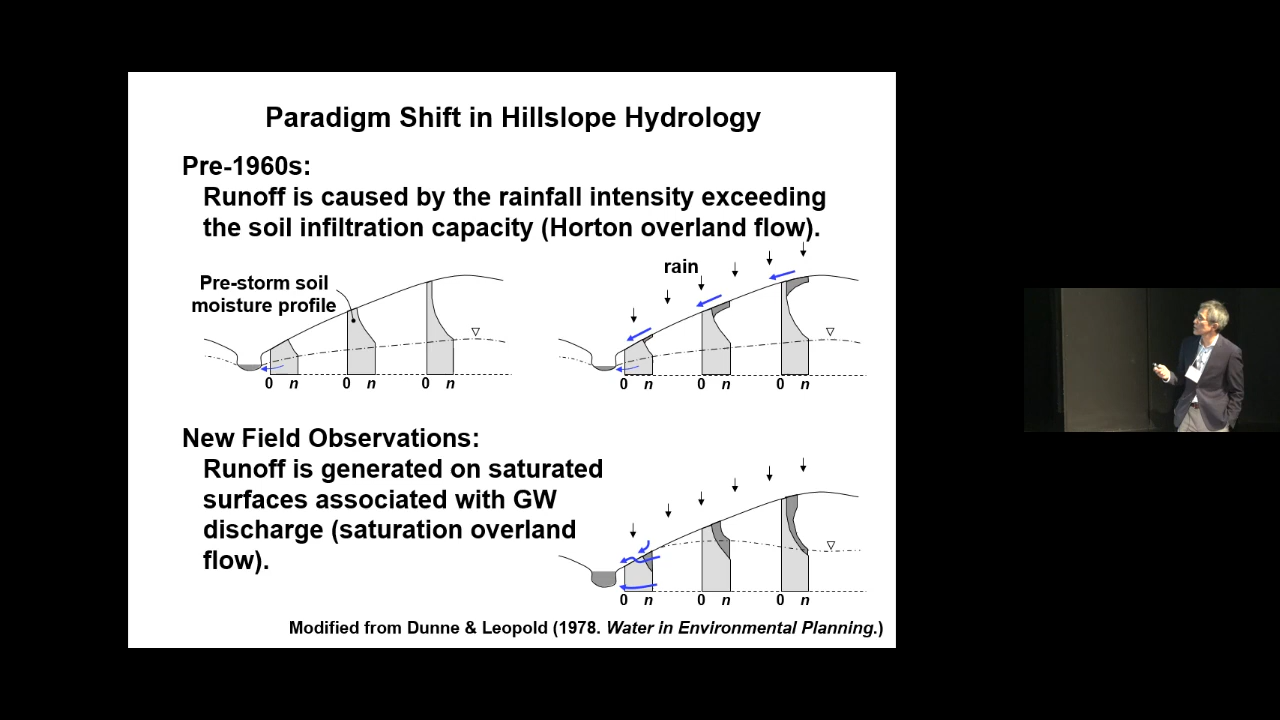 Paradigm Shift in Hillslope Hydrology
Pre-1960s:
Runoff is caused by the rainfall intensity exceeding
the soil infiltration capacity (Horton overland flow).
Pre-storm soil
moisture profile
rain
0 n 0 n 0 n
0 n 0 n 0 n
New Field Observations:
Runoff is generated on saturated
surfaces associated with GW
discharge (saturation overland
flow).
0 n 0 n 0 n
Modified from Dunne & Leopold (1978. Water in Environmental Planning.)